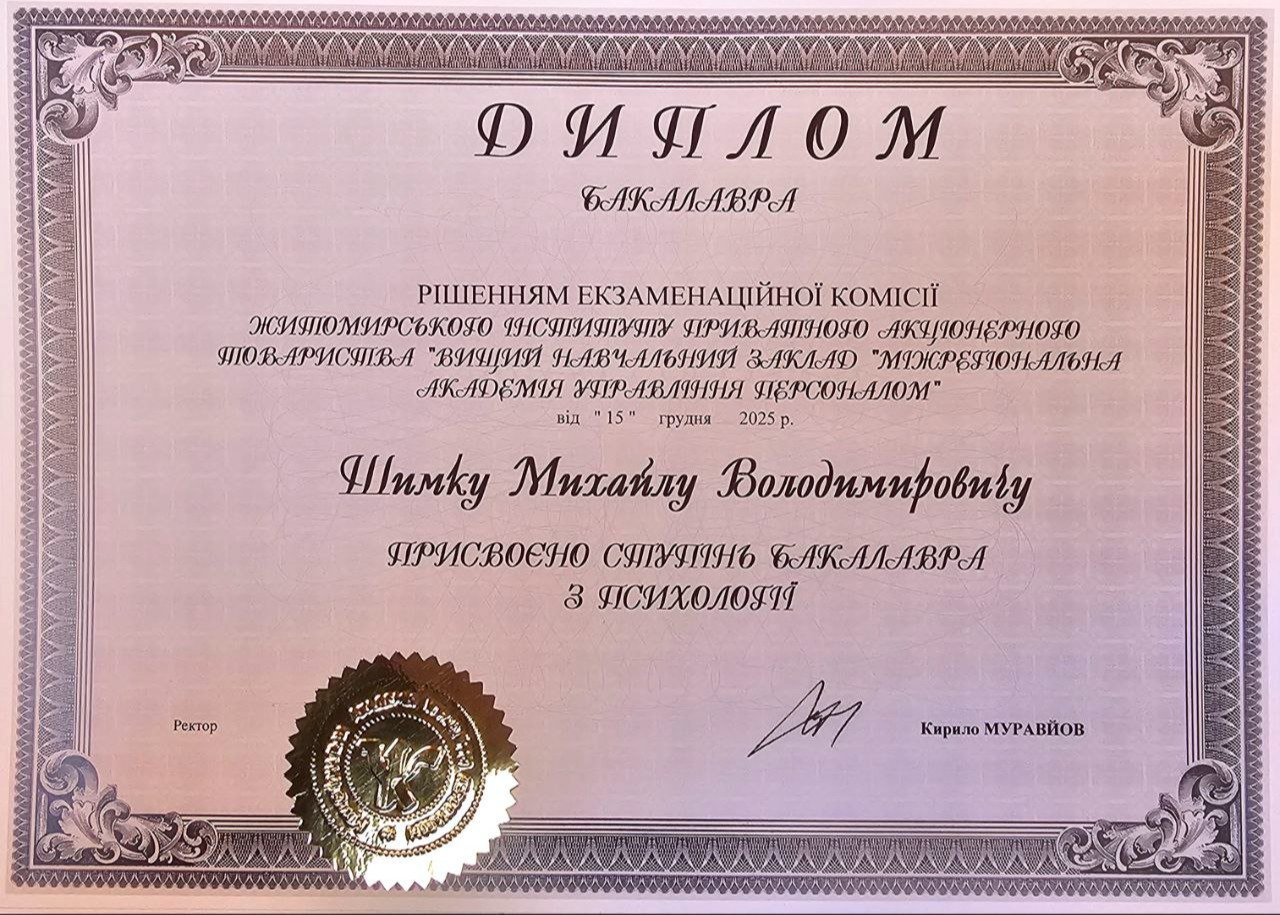 ДИПЛОМ
БАКАЛАВРА
РІШЕННЯМ ЕКЗАМЕНАЦІЙНОЇ КОМІСІЇ
ЖИТОМИРСЬКОГО ІНСТИТУТУ ПРИВАТНОГО АКЦІОНЕРНОГО
ТОВАРИСТВА "ВИЩИЙ НАВЧАЛЬНИЙ ЗАКЛАД "МІЖРЕГІОНАЛЬНА
АКАДЕМІЯ УПРАВЛІННЯ ПЕРСОНАЛОМ"
від " 15 " грудня 2025 р.
Шимку Михайлу Володимировичу
ПРИСВОЄНО СТУПІНЬ БАКАЛАВРА
З ПСИХОЛОГІЇ
Ректор
Кирило МУРАВЙОВ